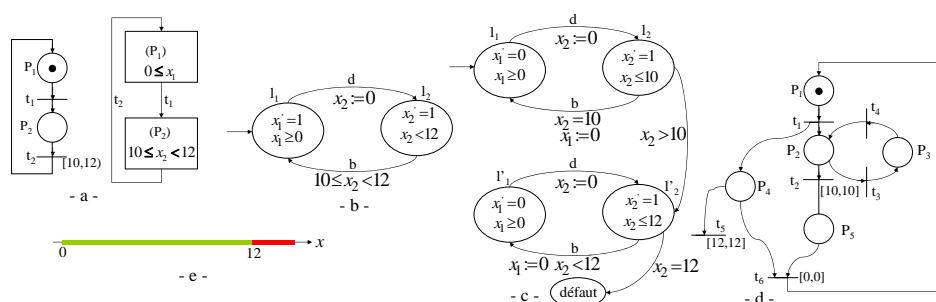 P₁
t₁
P₂
t₂
[10,12)
- a -
(P₁)
0 ≤ x₁
t₂
t₁
(P₂)
10 ≤ x₂ < 12
l₁
d
l₂
x₂:=0
x₁˙=1
x₁≥0
x₂˙=1
x₂<12
b
10≤ x₂ <12
- b -
l₁
d
l₂
x₂:=0
x₁˙=0
x₁≥0
x₂˙=1
x₂≤10
b
x₂=10
x₁:=0
x₂>10
l'₁
d
l'₂
x₂:=0
x₁˙=0
x₁≥0
x₂˙=1
x₂≤12
b
x₁:=0 x₂<12
x₂=12
- c -
défaut
P₁
t₁
t₄
P₂
P₃
t₂
[10,10]
t₃
P₄
t₅
[12,12]
P₅
t₆
[0,0]
- d -
0
12
x
- e -